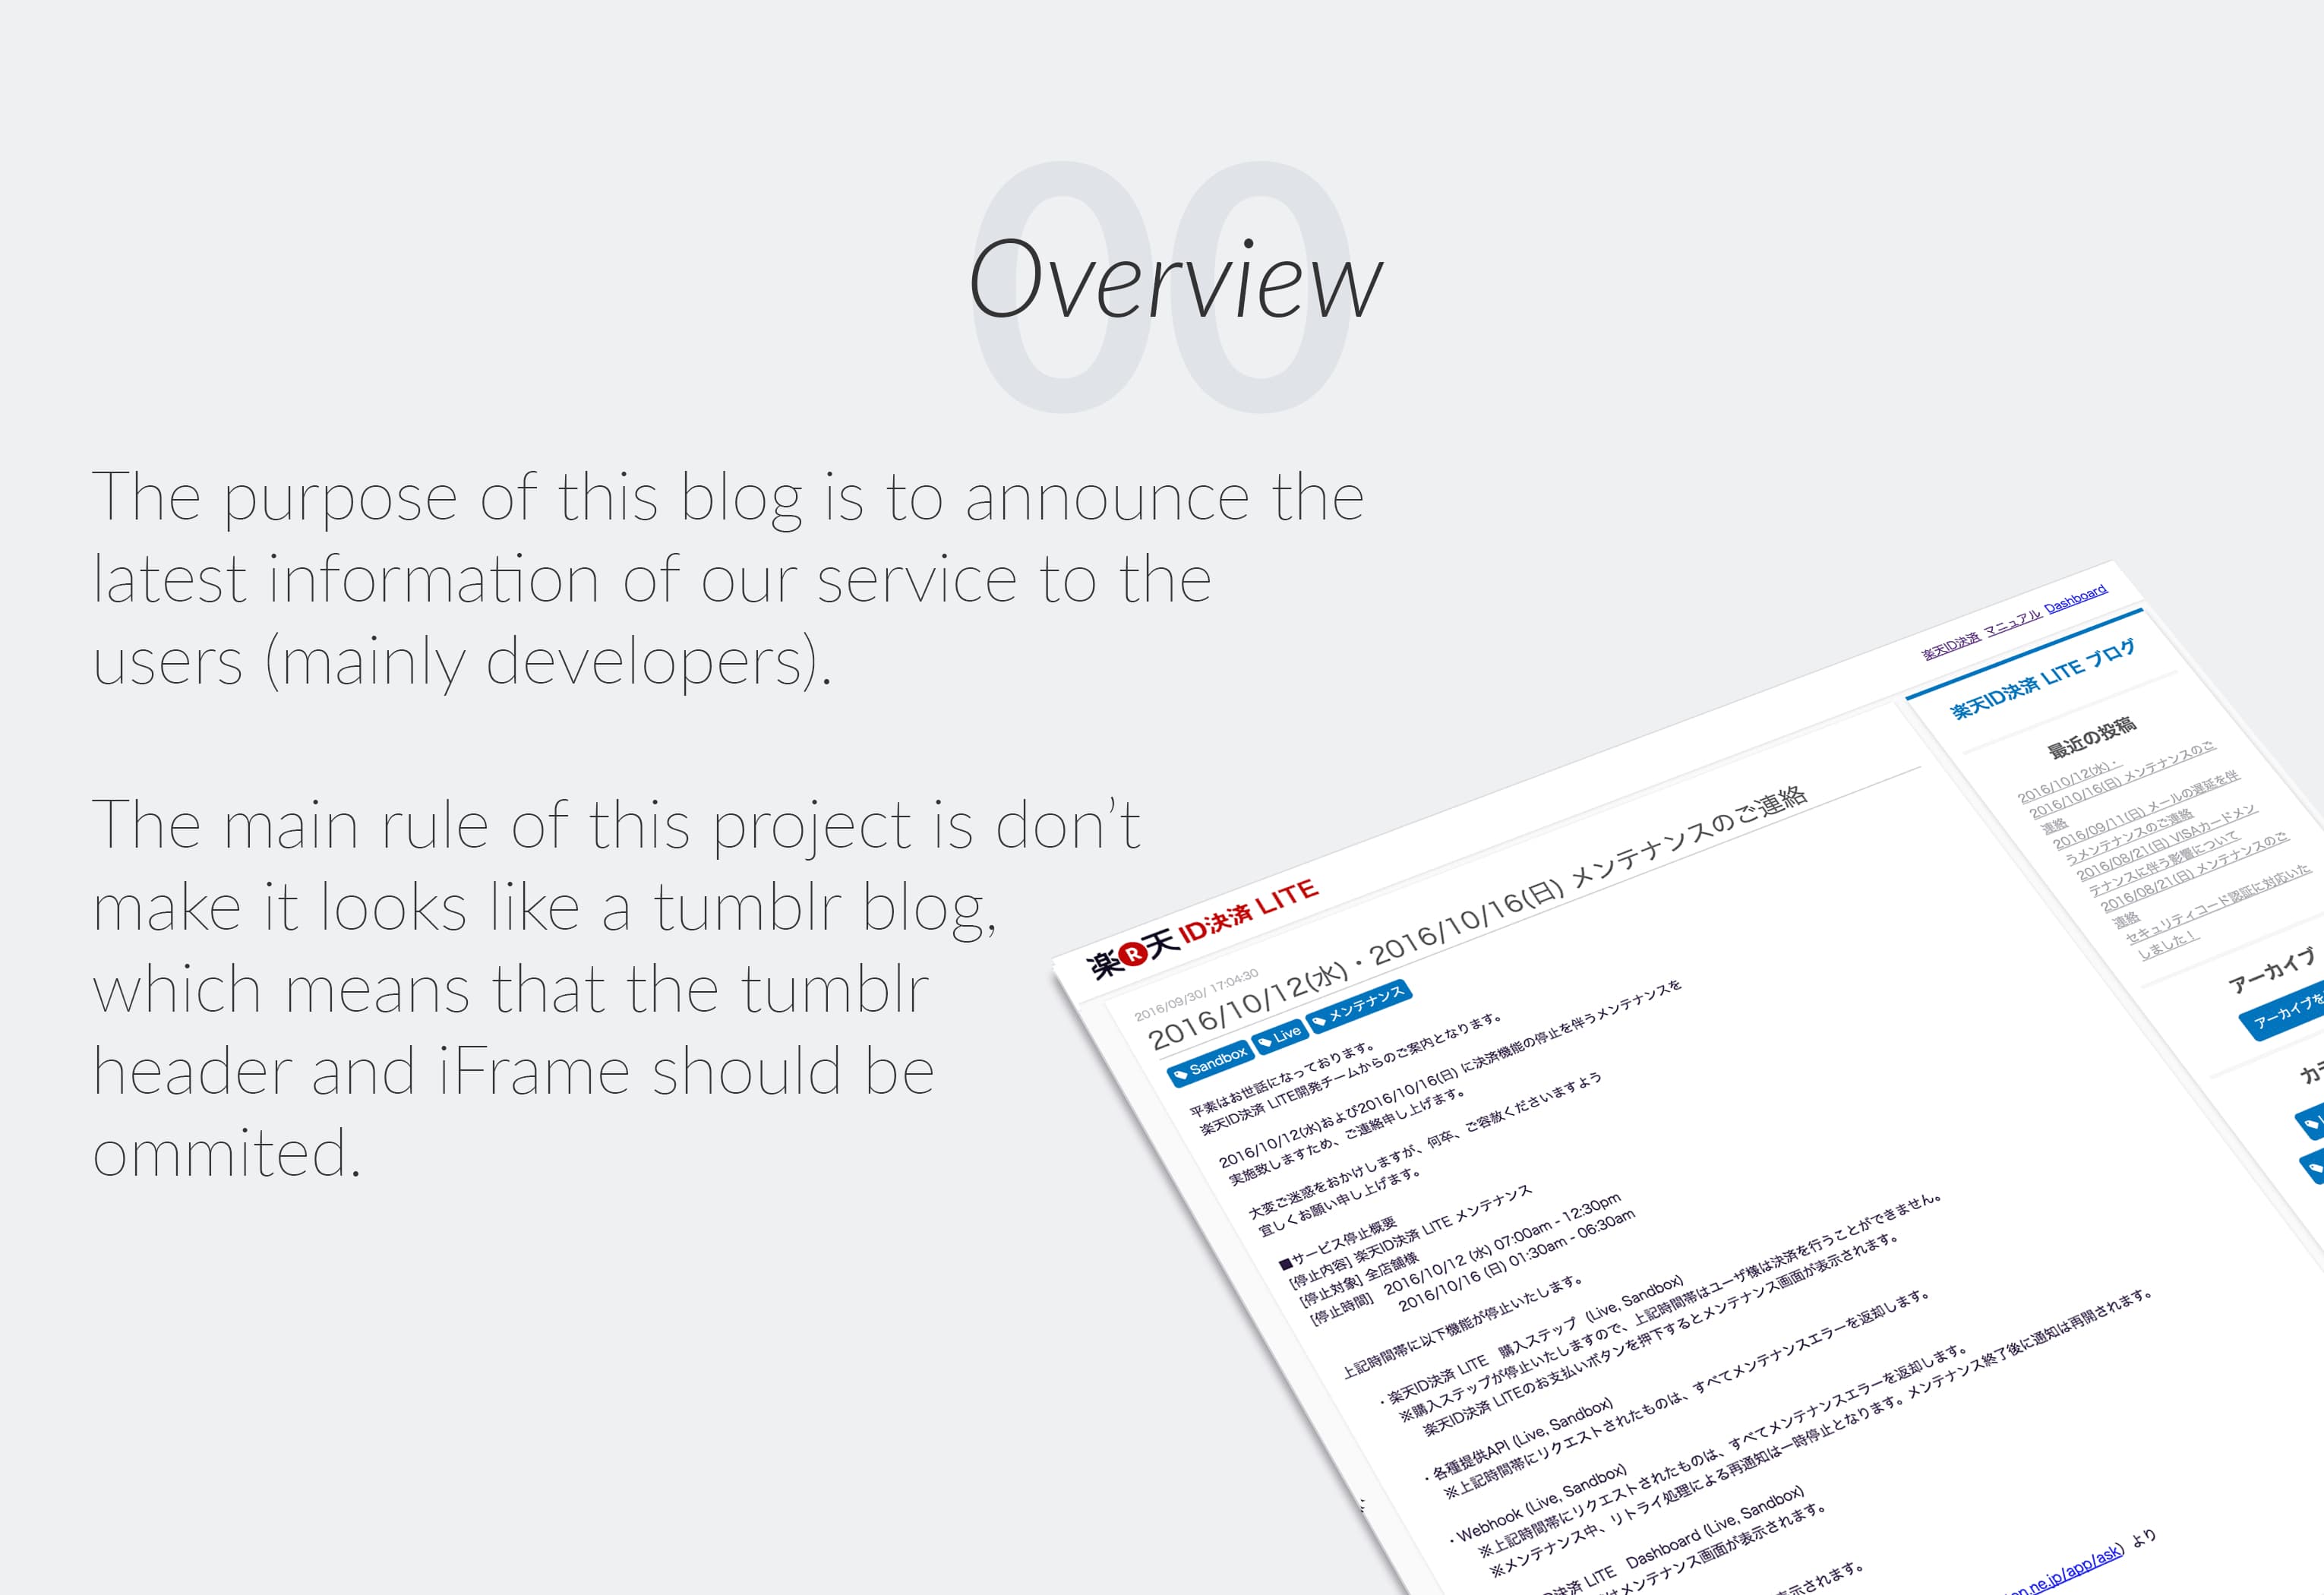 00
Overview
The purpose of this blog is to announce the
latest information of our service to the
users (mainly developers).
The main rule of this project is don’t
make it looks like a tumblr blog,
which means that the tumblr
header and iFrame should be
ommited.
楽天 ID決済 LITE
楽天ID決済 マニュアル Dashboard
2016/09/30/ 17:04:30
2016/10/12(水)・2016/10/16(日) メンテナンスのご連絡
Sandbox Live メンテナンス
平素はお世話になっております。
楽天ID決済 LITE開発チームからのご案内となります。
2016/10/12(水)および2016/10/16(日) に決済機能の停止を伴うメンテナンスを
実施致しますため、ご連絡申し上げます。
大変ご迷惑をおかけしますが、何卒、ご容赦くださいますよう
宜しくお願い申し上げます。
■サービス停止概要
[停止内容] 楽天ID決済 LITE メンテナンス
[停止対象] 全店舗様
[停止時間] 2016/10/12 (水) 07:00am - 12:30pm
2016/10/16 (日) 01:30am - 06:30am
上記時間帯に以下機能が停止いたします。
・楽天ID決済 LITE 購入ステップ (Live, Sandbox)
※購入ステップが停止いたしますので、上記時間帯はユーザ様は決済を行うことができません。
楽天ID決済 LITEのお支払いボタンを押下するとメンテナンス画面が表示されます。
・各種提供API (Live, Sandbox)
※上記時間帯にリクエストされたものは、すべてメンテナンスエラーを返却します。
・Webhook (Live, Sandbox)
※上記時間帯にリクエストされたものは、すべてメンテナンスエラーを返却します。
※メンテナンス中、リトライ処理による再通知は一時停止となります。メンテナンス終了後に通知は再開されます。
決済 LITE Dashboard (Live, Sandbox)
メンテナンス画面が表示されます。
示されます。
.ne.jp/app/ask) より
楽天ID決済 LITE ブログ
最近の投稿
2016/10/12(水)・
2016/10/16(日) メンテナンスのご
連絡
2016/09/11(日) メールの遅延を伴
うメンテナンスのご連絡
2016/08/21(日) VISAカードメン
テナンスに伴う影響について
2016/08/21(日) メンテナンスのご
連絡
セキュリティコード認証に対応いた
しました！
アーカイブ
アーカイブを